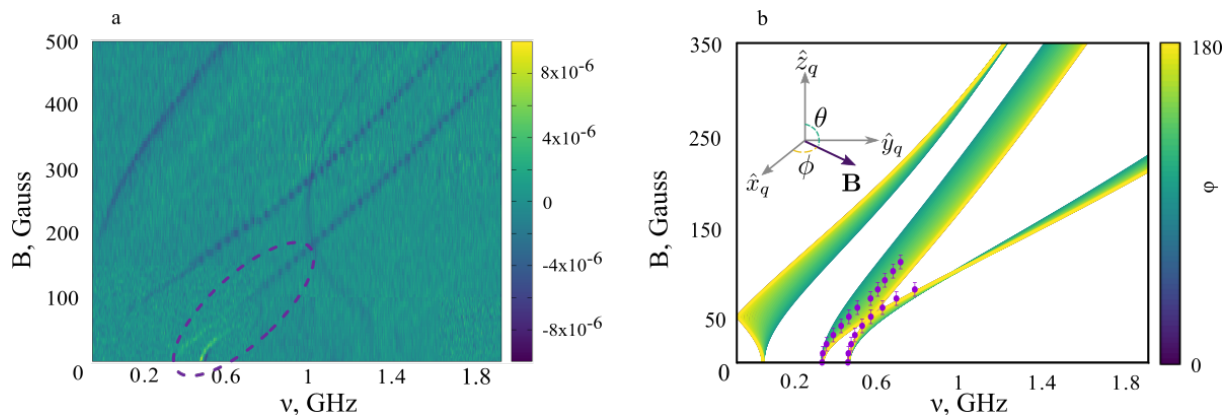 a
500
400
300
200
100
0
B, Gauss
0.2
0.6
1
1.4
1.8
ν, GHz
8x10⁻⁶
4x10⁻⁶
0
-4x10⁻⁶
-8x10⁻⁶
b
350
250
150
50
0
B, Gauss
0.2
0.6
1
1.4
1.8
ν, GHz
ẑq
θ
ŷq
x̂q
ϕ
B
180
φ
0